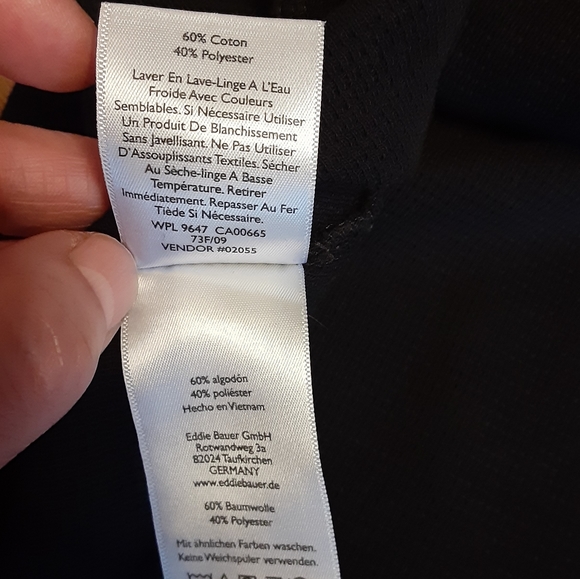 60% Coton
40% Polyester
Laver En Lave-Linge A L'Eau
Froide Avec Couleurs
Semblables. Si Nécessaire Utiliser
Un Produit De Blanchissement
Sans Javellisant. Ne Pas Utiliser
D'Assouplissants Textiles. Sécher
Au Sèche-linge A Basse
Température. Retirer
Immédiatement. Repasser Au Fer
Tiède Si Nécessaire.
WPL 9647 CA00665
73F/09
VENDOR #02055
60% algodòn
40% poliéster
Hecho en Vietnam
Eddie Bauer GmbH
Rotwandweg 3a
82024 Taufkirchen
GERMANY
www.eddiebauer.de
60% Baumwolle
40% Polyester
Mit ähnlichen Farben waschen.
Keine Weichspüler verwenden.